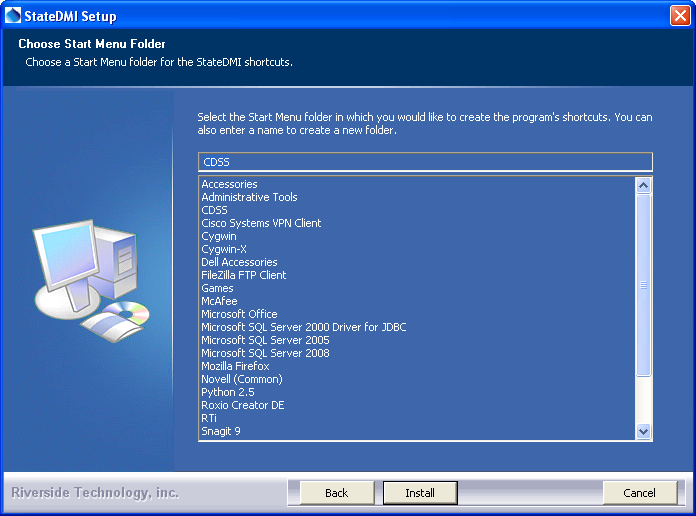 StateDMI Setup
Choose Start Menu Folder
Choose a Start Menu folder for the StateDMI shortcuts.
Select the Start Menu folder in which you would like to create the program's shortcuts. You can
also enter a name to create a new folder.
CDSS
Accessories
Administrative Tools
CDSS
Cisco Systems VPN Client
Cygwin
Cygwin-X
Dell Accessories
FileZilla FTP Client
Games
McAfee
Microsoft Office
Microsoft SQL Server 2000 Driver for JDBC
Microsoft SQL Server 2005
Microsoft SQL Server 2008
Mozilla Firefox
Novell (Common)
Python 2.5
Roxio Creator DE
RTi
Snagit 9
Riverside Technology, inc.
Back
Install
Cancel